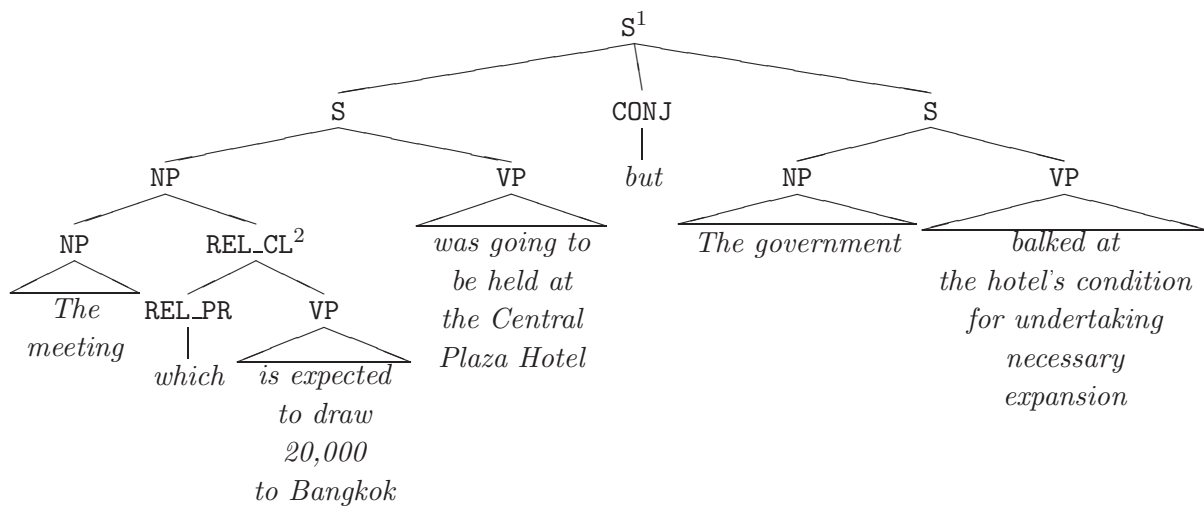 S1
S CONJ S
NP VP but NP VP
NP REL_CL2 was going to The government balked at
be held at the hotel's condition
The REL_PR VP the Central for undertaking
meeting Plaza Hotel necessary
which is expected expansion
to draw
20,000
to Bangkok